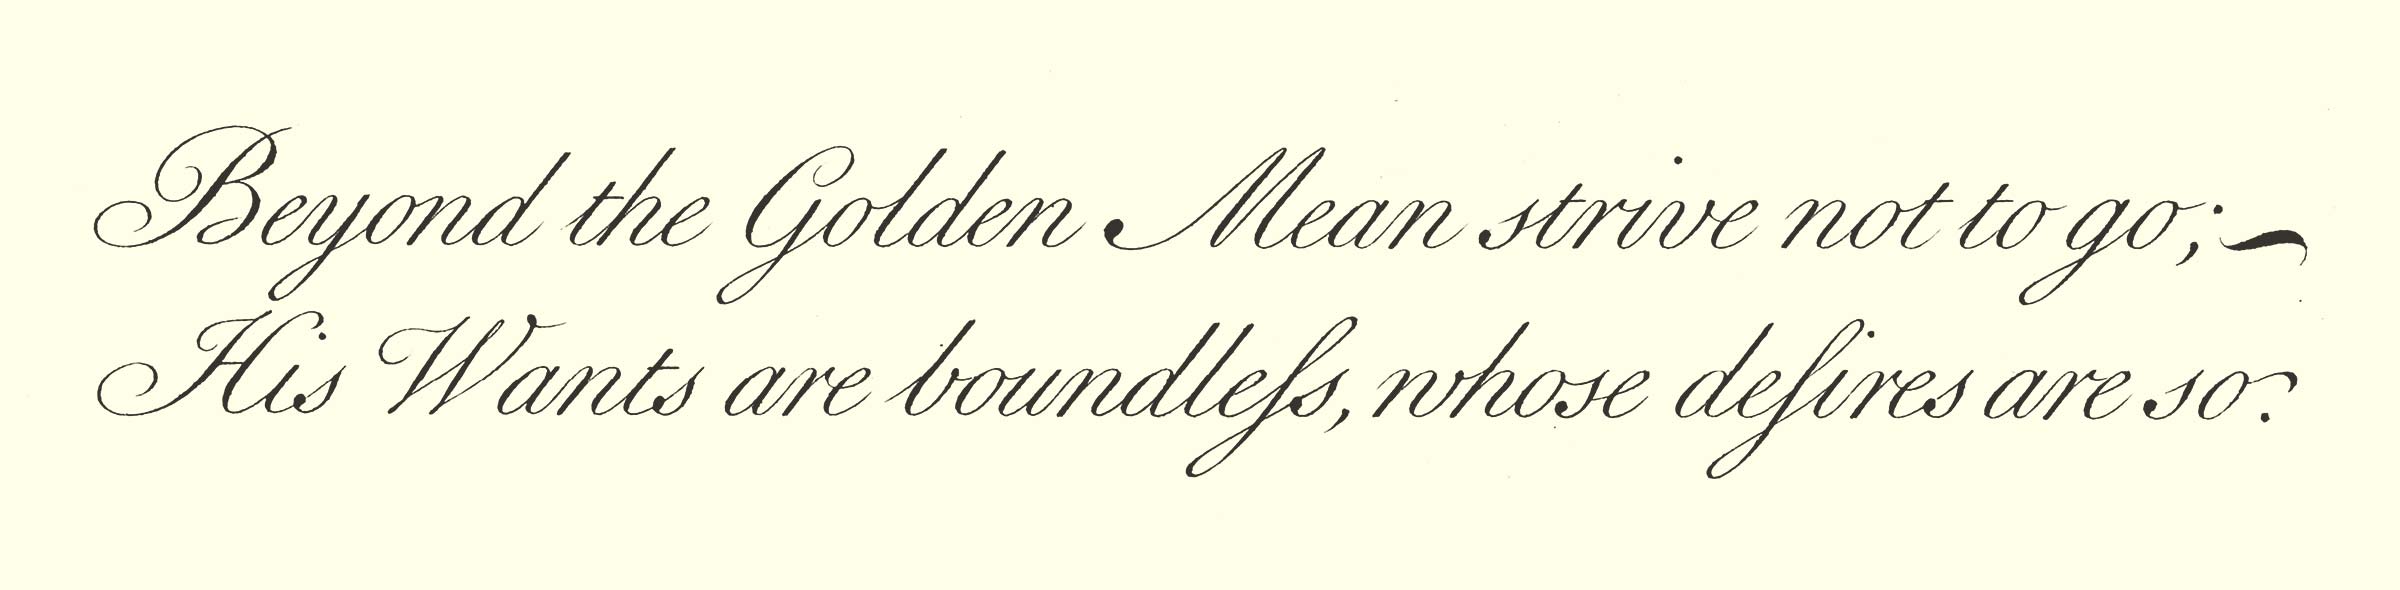 Beyond the Golden Mean strive not to go;~
His Wants are boundleſs, whose deſires are so.